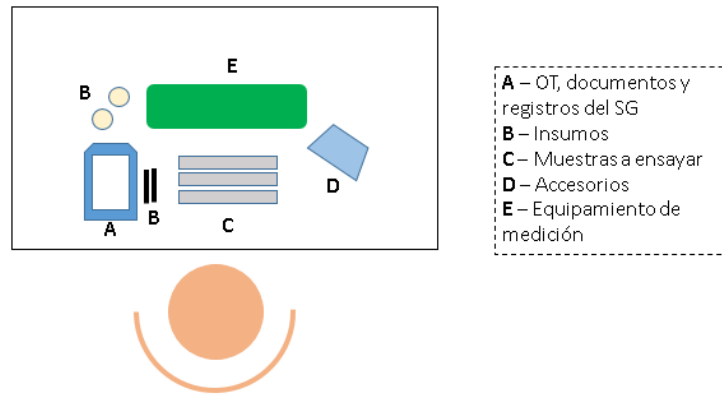 E
B
D
A
B
C
A – OT, documentos y
registros del SG
B – Insumos
C – Muestras a ensayar
D – Accesorios
E – Equipamiento de
medición